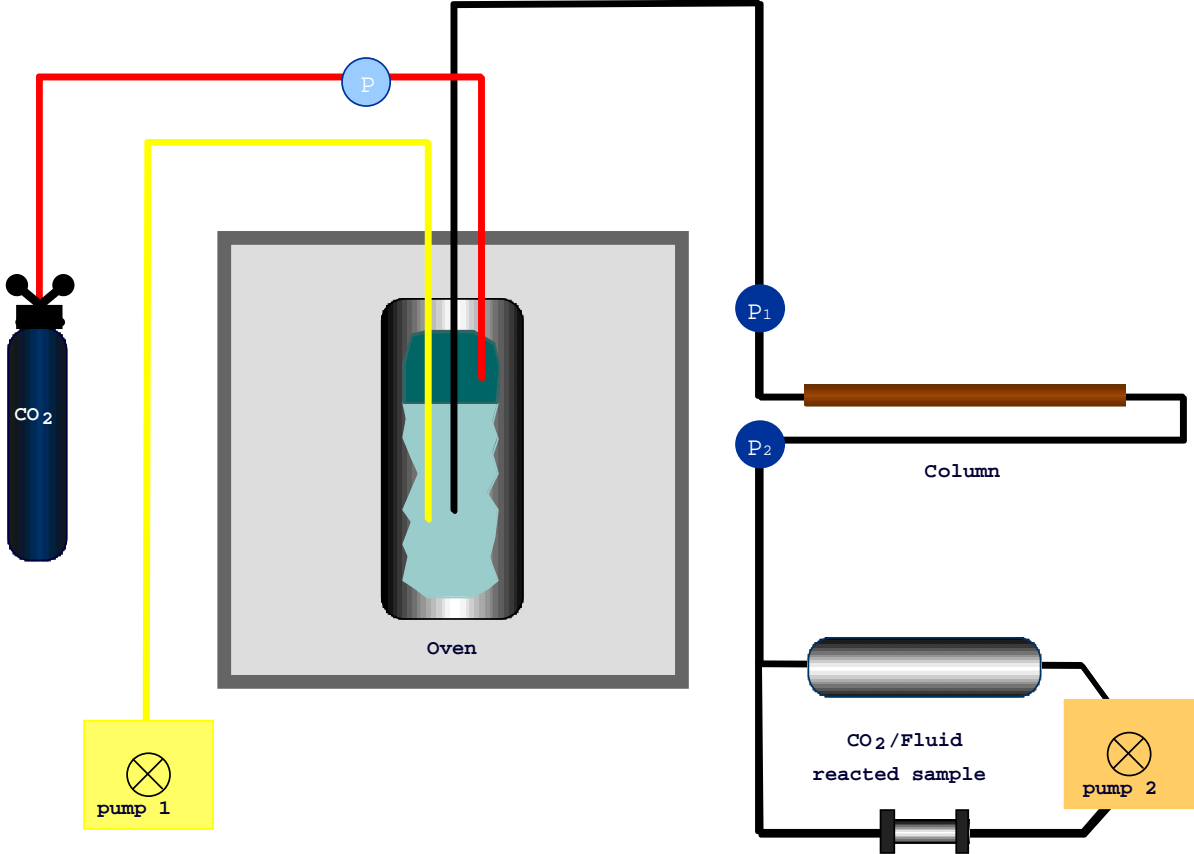 P
P₁
CO₂
P₂
Column
Oven
CO₂/Fluid
reacted sample
pump 2
pump 1